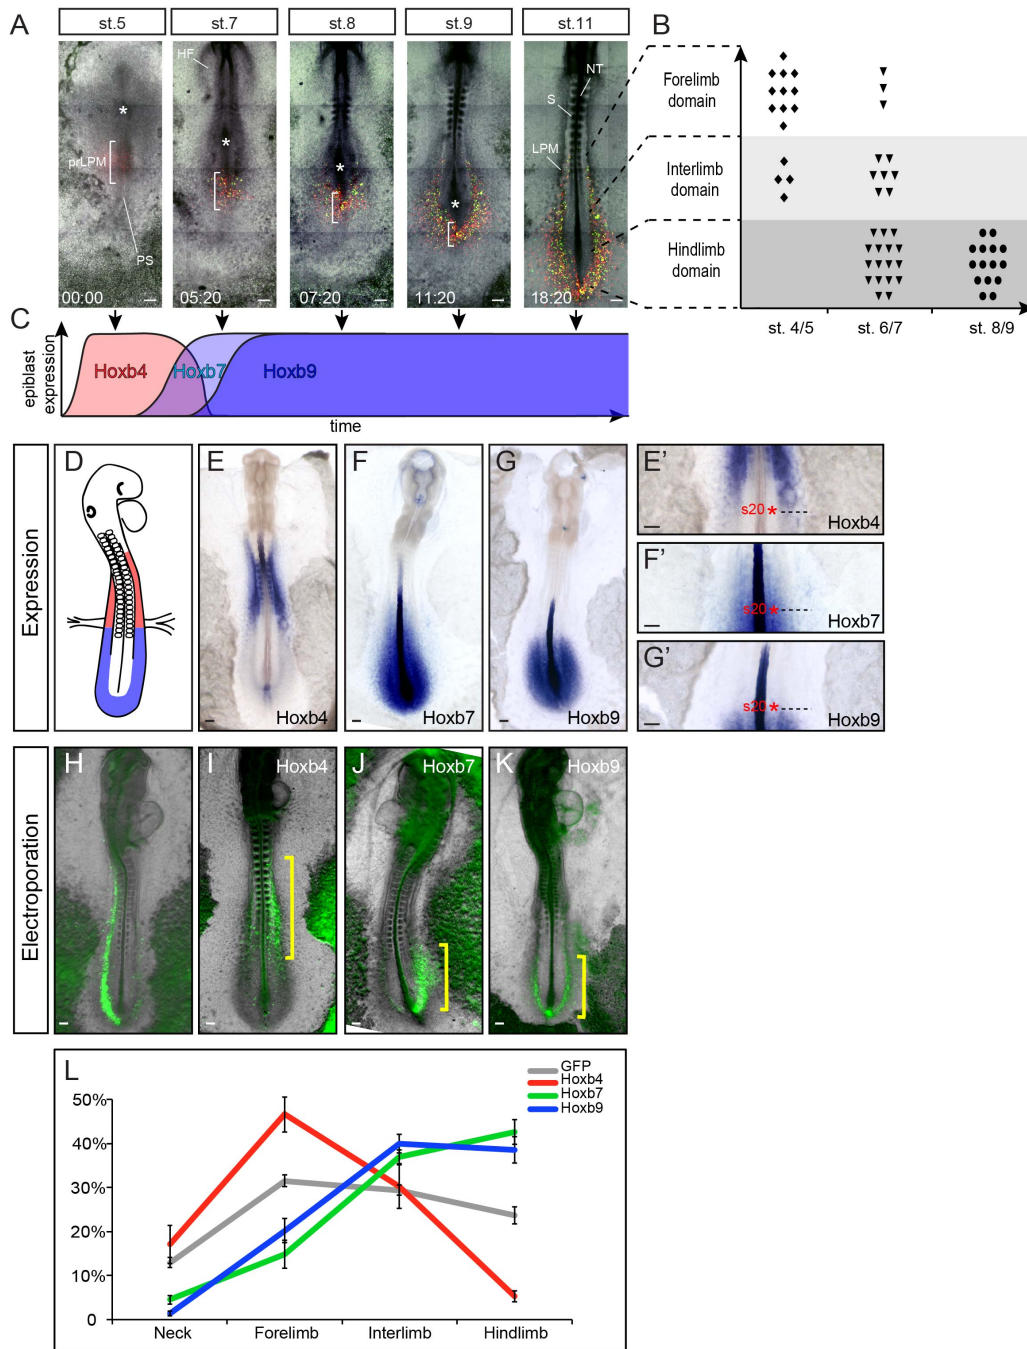 A
st.5
st.7
st.8
st.9
st.11
B
HF
NT
S
prLPM
LPM
PS
00:00
05:20
07:20
11:20
18:20
Forelimb
domain
Interlimb
domain
Hindlimb
domain
st. 4/5
st. 6/7
st. 8/9
C
epiblast
expression
Hoxb4
Hoxb7
Hoxb9
time
Expression
D
E
Hoxb4
F
Hoxb7
G
Hoxb9
E'
s20*
Hoxb4
F'
s20*
Hoxb7
G'
s20*
Hoxb9
Electroporation
H
I
Hoxb4
J
Hoxb7
K
Hoxb9
L
GFP
Hoxb4
Hoxb7
Hoxb9
50%
40%
30%
20%
10%
0
Neck
Forelimb
Interlimb
Hindlimb